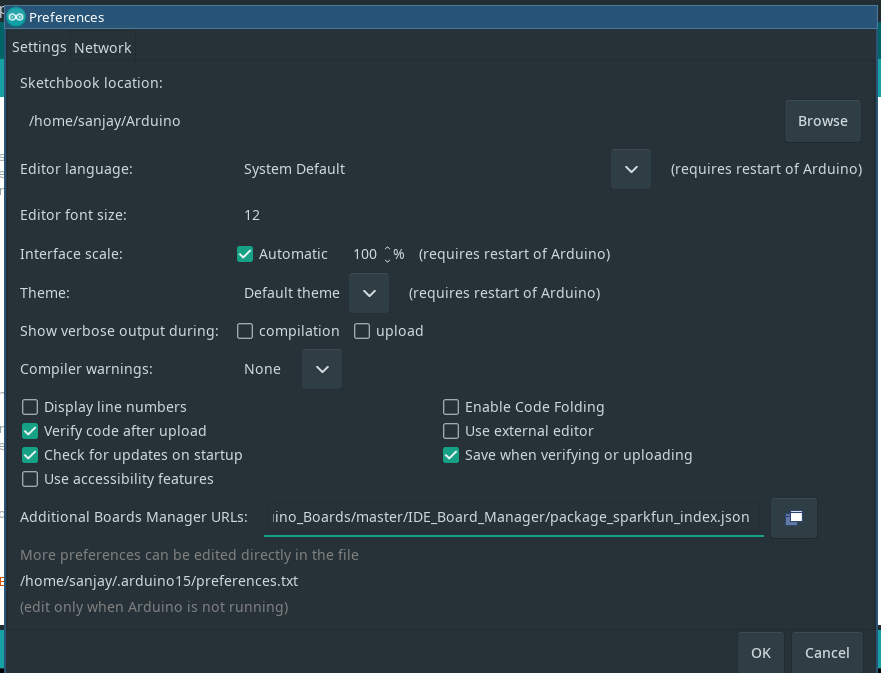 Preferences
Settings Network
Sketchbook location:
/home/sanjay/Arduino Browse
Editor language: System Default (requires restart of Arduino)
Editor font size: 12
Interface scale: Automatic 100 % (requires restart of Arduino)
Theme: Default theme (requires restart of Arduino)
Show verbose output during: compilation upload
Compiler warnings: None
Display line numbers Enable Code Folding
Verify code after upload Use external editor
Check for updates on startup Save when verifying or uploading
Use accessibility features
Additional Boards Manager URLs: ino_Boards/master/IDE_Board_Manager/package_sparkfun_index.json
More preferences can be edited directly in the file
/home/sanjay/.arduino15/preferences.txt
(edit only when Arduino is not running)
OK Cancel